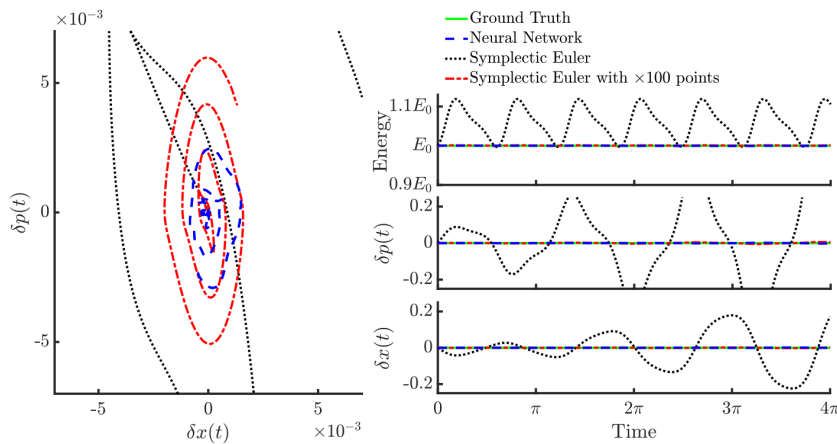 ×10⁻³
5
0
-5
δp(t)
-5
0
5
×10⁻³
δx(t)
Ground Truth
Neural Network
Symplectic Euler
Symplectic Euler with ×100 points
1.1E₀
E₀
0.9E₀
Energy
0.2
0
-0.2
δp(t)
0.2
0
-0.2
δx(t)
0
π
2π
3π
4π
Time